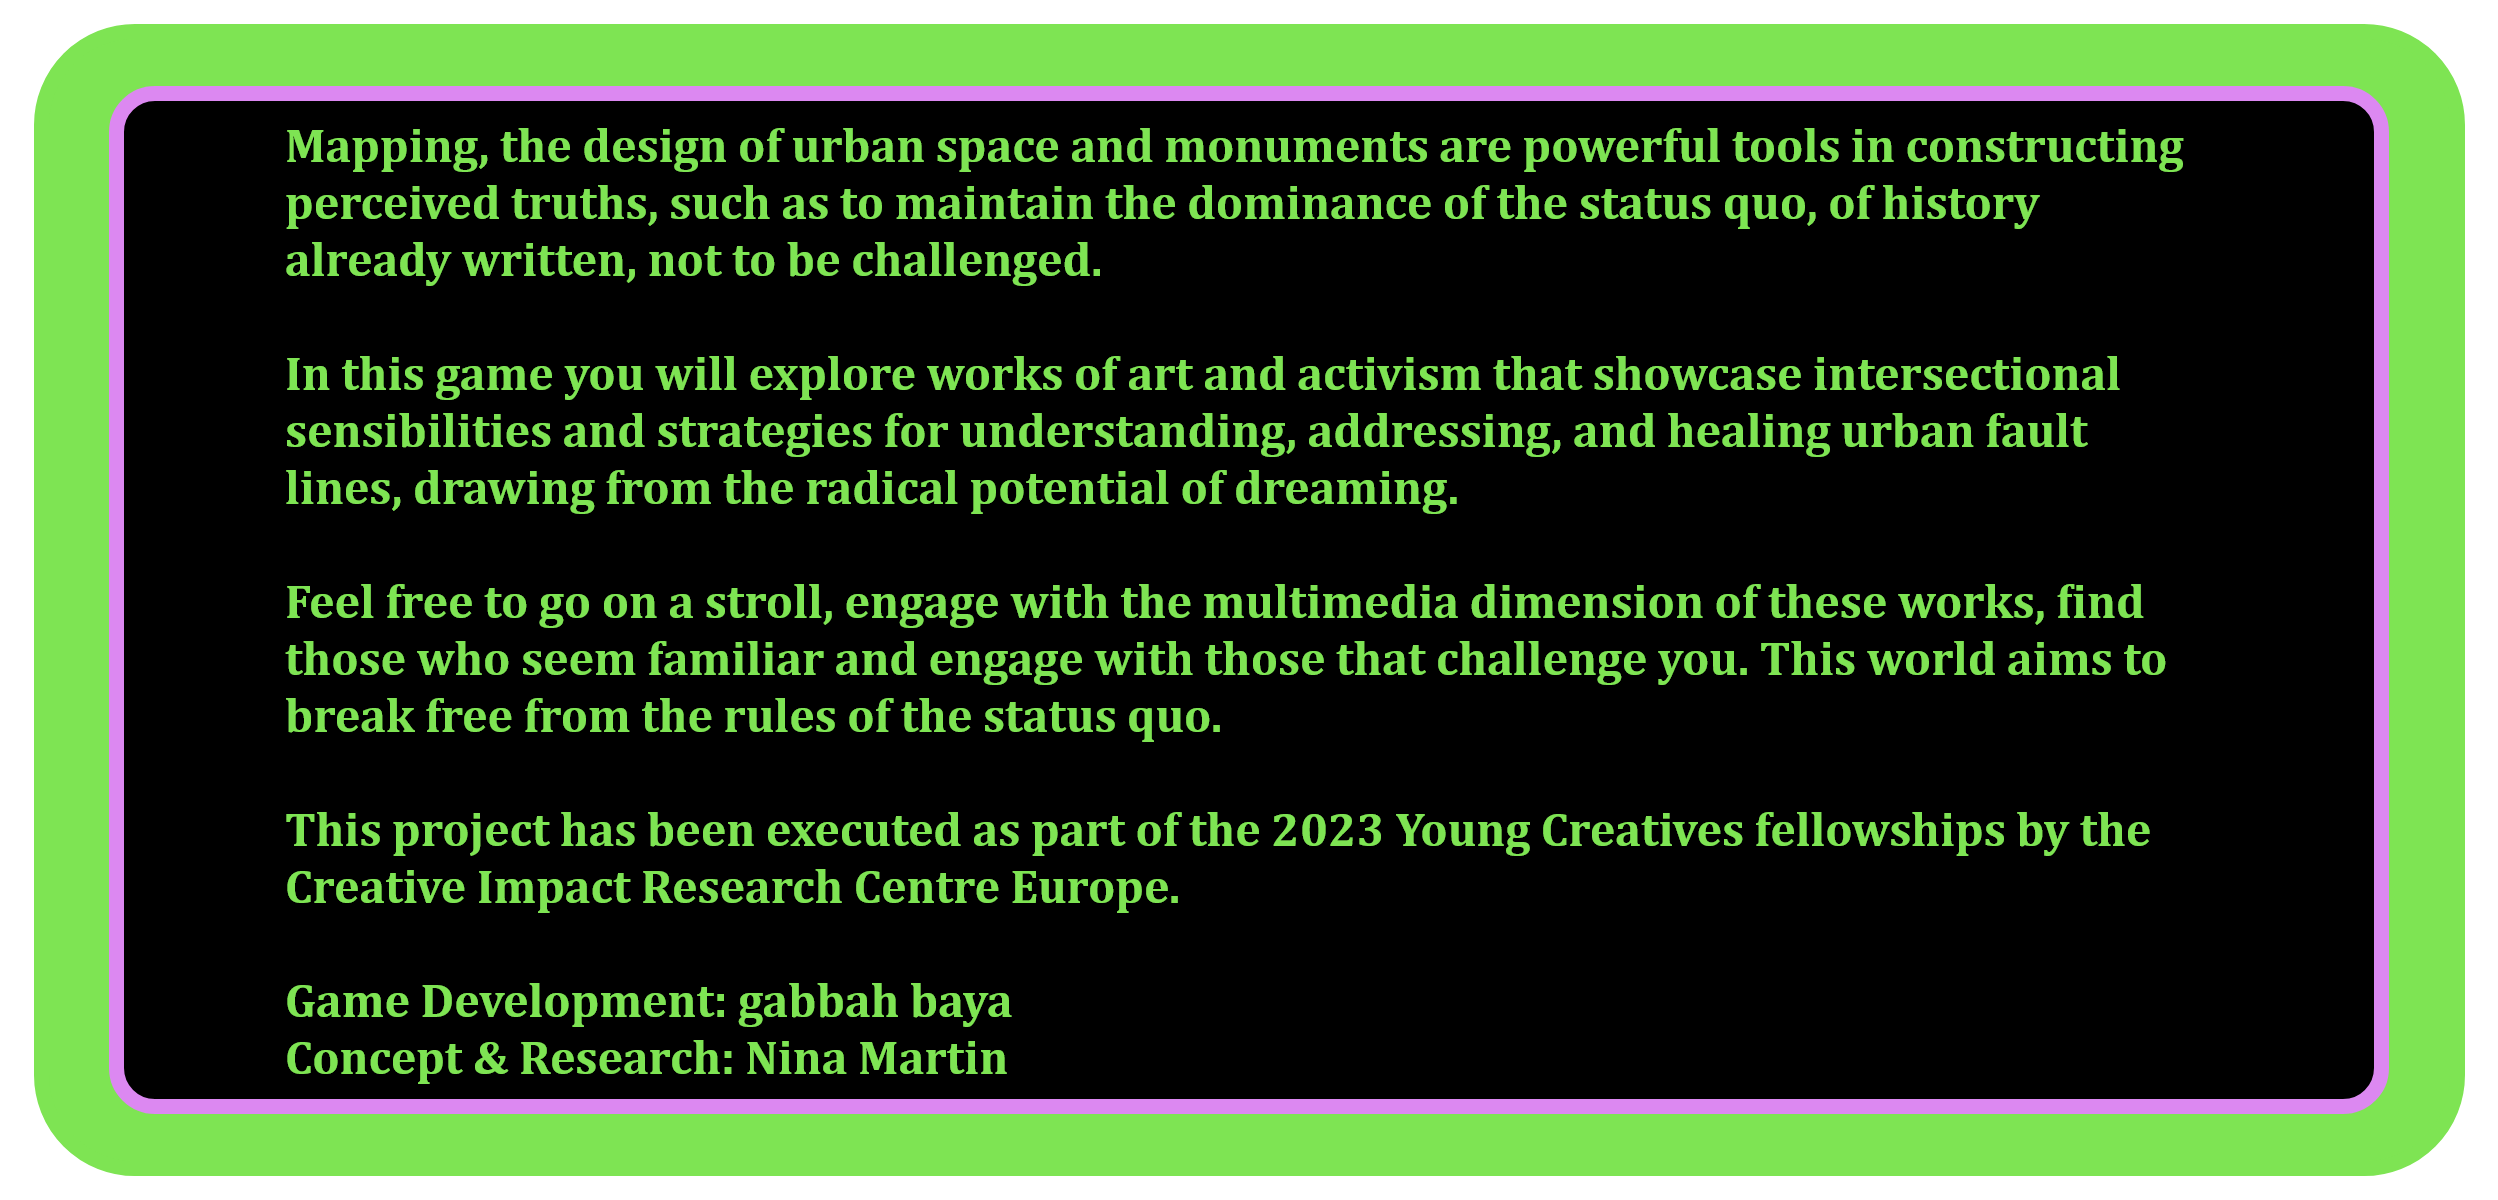 Mapping, the design of urban space and monuments are powerful tools in constructing
perceived truths, such as to maintain the dominance of the status quo, of history
already written, not to be challenged.
In this game you will explore works of art and activism that showcase intersectional
sensibilities and strategies for understanding, addressing, and healing urban fault
lines, drawing from the radical potential of dreaming.
Feel free to go on a stroll, engage with the multimedia dimension of these works, find
those who seem familiar and engage with those that challenge you. This world aims to
break free from the rules of the status quo.
This project has been executed as part of the 2023 Young Creatives fellowships by the
Creative Impact Research Centre Europe.
Game Development: gabbah baya
Concept & Research: Nina Martin